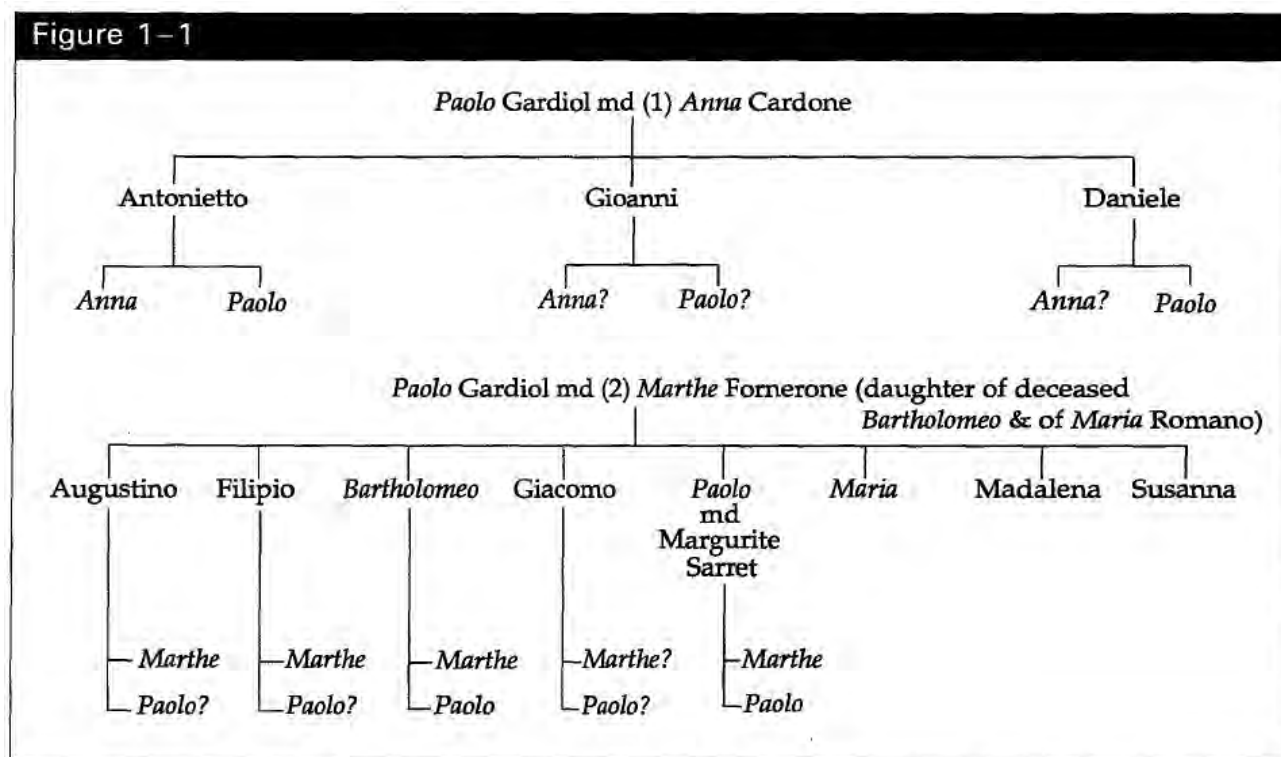 Figure 1–1
Paolo Gardiol md (1) Anna Cardone
Antonietto Gioanni Daniele
Anna Paolo Anna? Paolo? Anna? Paolo
Paolo Gardiol md (2) Marthe Fornerone (daughter of deceased
Bartholomeo & of Maria Romano)
Augustino Filipio Bartholomeo Giacomo Paolo Maria Madalena Susanna
md
Margurite
Sarret
Marthe Marthe Marthe Marthe? Marthe
Paolo? Paolo? Paolo Paolo? Paolo